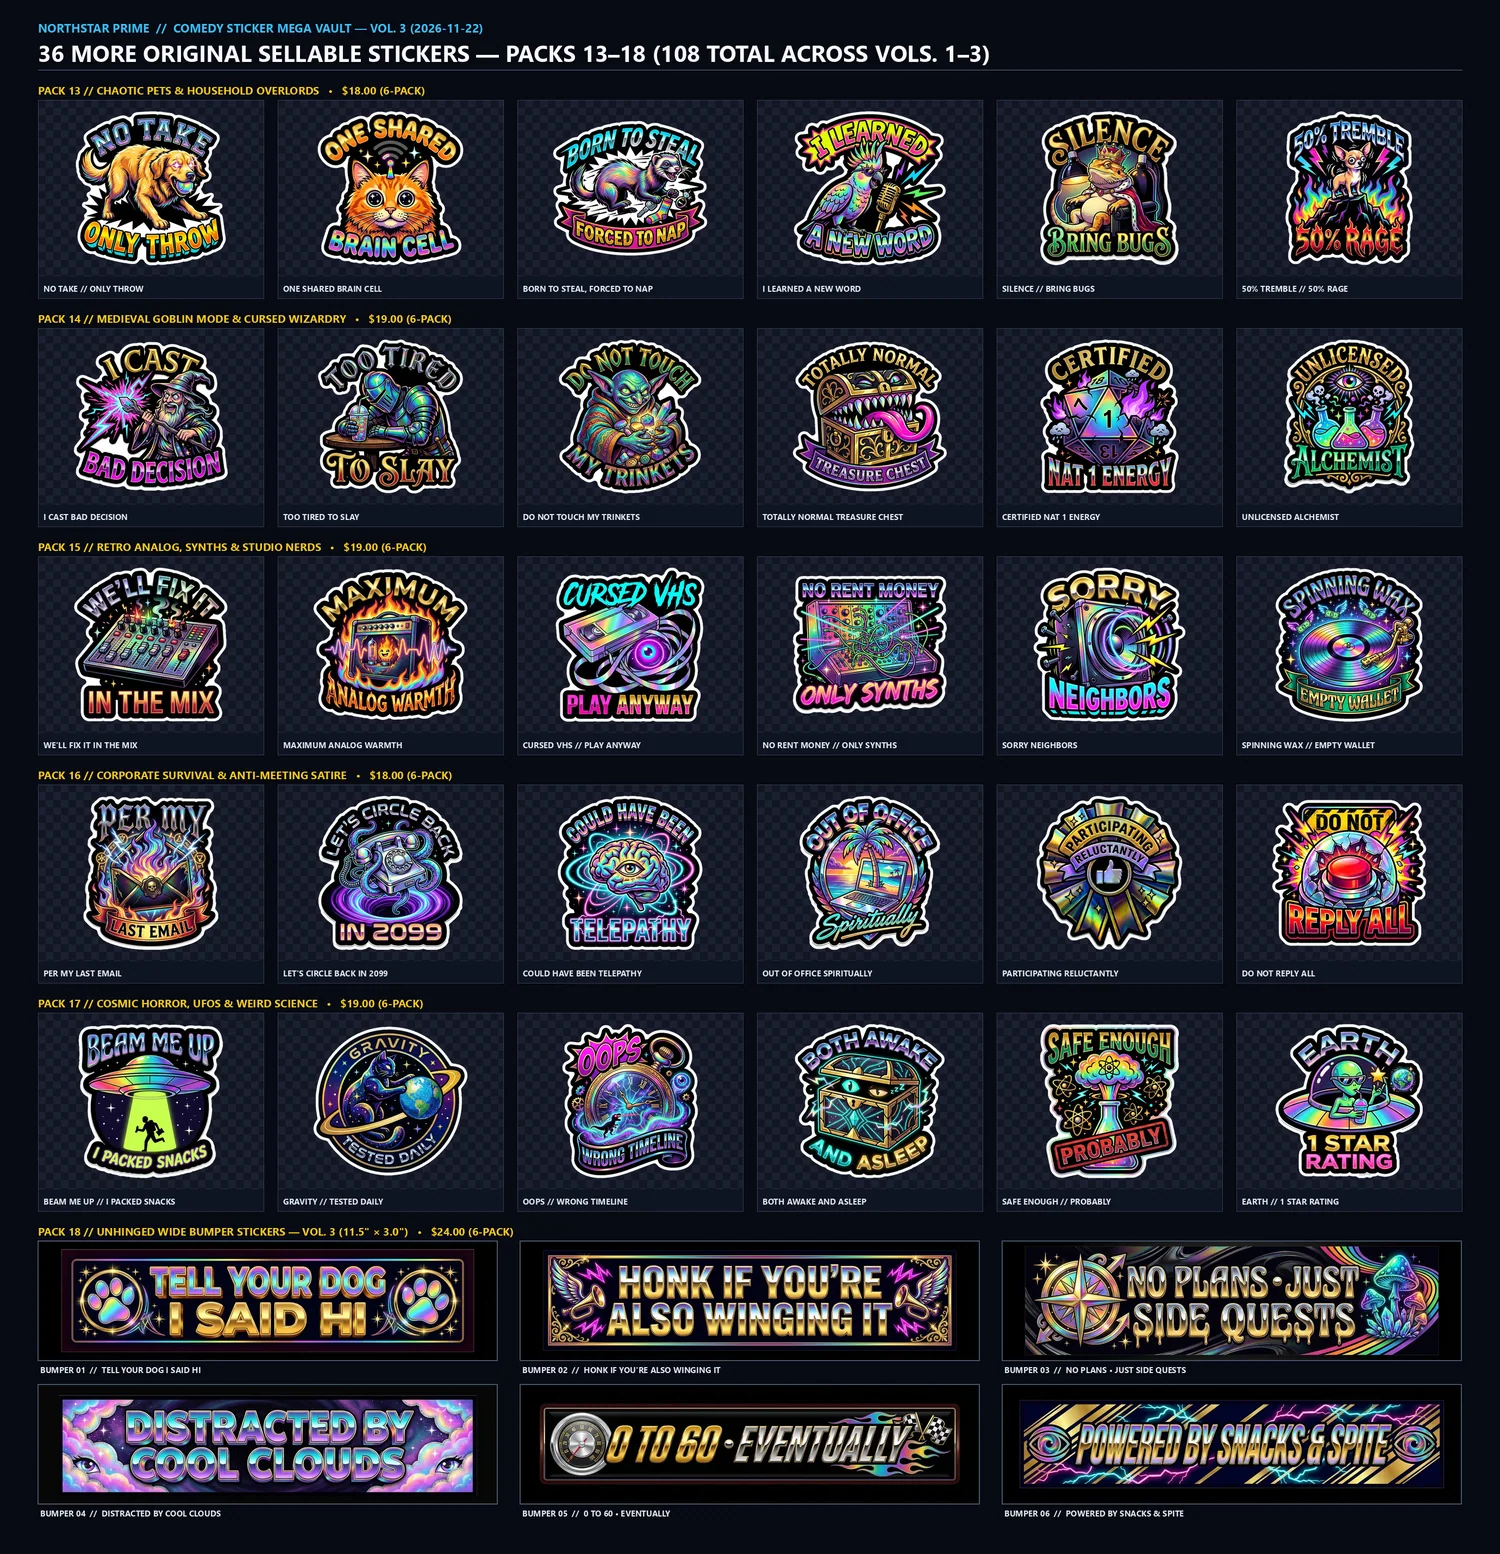 NORTHSTAR PRIME // COMEDY STICKER MEGA VAULT — VOL. 3 (2026-11-22)
36 MORE ORIGINAL SELLABLE STICKERS — PACKS 13–18 (108 TOTAL ACROSS VOLS. 1–3)
PACK 13 // CHAOTIC PETS & HOUSEHOLD OVERLORDS • $18.00 (6-PACK)
NO TAKE
ONLY THROW
ONE SHARED
BRAIN CELL
BORN TO STEAL
FORCED TO NAP
I LEARNED
A NEW WORD
SILENCE
BRING BUGS
50% TREMBLE
50% RAGE
NO TAKE // ONLY THROW
ONE SHARED BRAIN CELL
BORN TO STEAL, FORCED TO NAP
I LEARNED A NEW WORD
SILENCE // BRING BUGS
50% TREMBLE // 50% RAGE
PACK 14 // MEDIEVAL GOBLIN MODE & CURSED WIZARDRY • $19.00 (6-PACK)
I CAST
BAD DECISION
TOO TIRED
TO SLAY
DO NOT TOUCH
MY TRINKETS
TOTALLY NORMAL
TREASURE CHEST
CERTIFIED
1
NAT 1 ENERGY
UNLICENSED
ALCHEMIST
I CAST BAD DECISION
TOO TIRED TO SLAY
DO NOT TOUCH MY TRINKETS
TOTALLY NORMAL TREASURE CHEST
CERTIFIED NAT 1 ENERGY
UNLICENSED ALCHEMIST
PACK 15 // RETRO ANALOG, SYNTHS & STUDIO NERDS • $19.00 (6-PACK)
WE'LL FIX IT
IN THE MIX
MAXIMUM
ANALOG WARMTH
CURSED VHS
PLAY ANYWAY
NO RENT MONEY
ONLY SYNTHS
SORRY
NEIGHBORS
SPINNING WAX
EMPTY WALLET
WE'LL FIX IT IN THE MIX
MAXIMUM ANALOG WARMTH
CURSED VHS // PLAY ANYWAY
NO RENT MONEY // ONLY SYNTHS
SORRY NEIGHBORS
SPINNING WAX // EMPTY WALLET
PACK 16 // CORPORATE SURVIVAL & ANTI-MEETING SATIRE • $18.00 (6-PACK)
PER MY
LAST EMAIL
LET'S CIRCLE BACK
IN 2099
COULD HAVE BEEN
TELEPATHY
OUT OF OFFICE
Spiritually
PARTICIPATING
RELUCTANTLY
DO NOT
REPLY ALL
PER MY LAST EMAIL
LET'S CIRCLE BACK IN 2099
COULD HAVE BEEN TELEPATHY
OUT OF OFFICE SPIRITUALLY
PARTICIPATING RELUCTANTLY
DO NOT REPLY ALL
PACK 17 // COSMIC HORROR, UFOS & WEIRD SCIENCE • $19.00 (6-PACK)
BEAM ME UP
I PACKED SNACKS
GRAVITY
TESTED DAILY
OOPS
WRONG TIMELINE
BOTH AWAKE
AND ASLEEP
SAFE ENOUGH
PROBABLY
EARTH
1 STAR
RATING
BEAM ME UP // I PACKED SNACKS
GRAVITY // TESTED DAILY
OOPS // WRONG TIMELINE
BOTH AWAKE AND ASLEEP
SAFE ENOUGH // PROBABLY
EARTH // 1 STAR RATING
PACK 18 // UNHINGED WIDE BUMPER STICKERS — VOL. 3 (11.5" × 3.0") • $24.00 (6-PACK)
TELL YOUR DOG
I SAID HI
HONK IF YOU'RE
ALSO WINGING IT
NO PLANS • JUST
SIDE QUESTS
BUMPER 01 // TELL YOUR DOG I SAID HI
BUMPER 02 // HONK IF YOU'RE ALSO WINGING IT
BUMPER 03 // NO PLANS • JUST SIDE QUESTS
DISTRACTED BY
COOL CLOUDS
0 TO 60 • EVENTUALLY
POWERED BY SNACKS & SPITE
BUMPER 04 // DISTRACTED BY COOL CLOUDS
BUMPER 05 // 0 TO 60 • EVENTUALLY
BUMPER 06 // POWERED BY SNACKS & SPITE